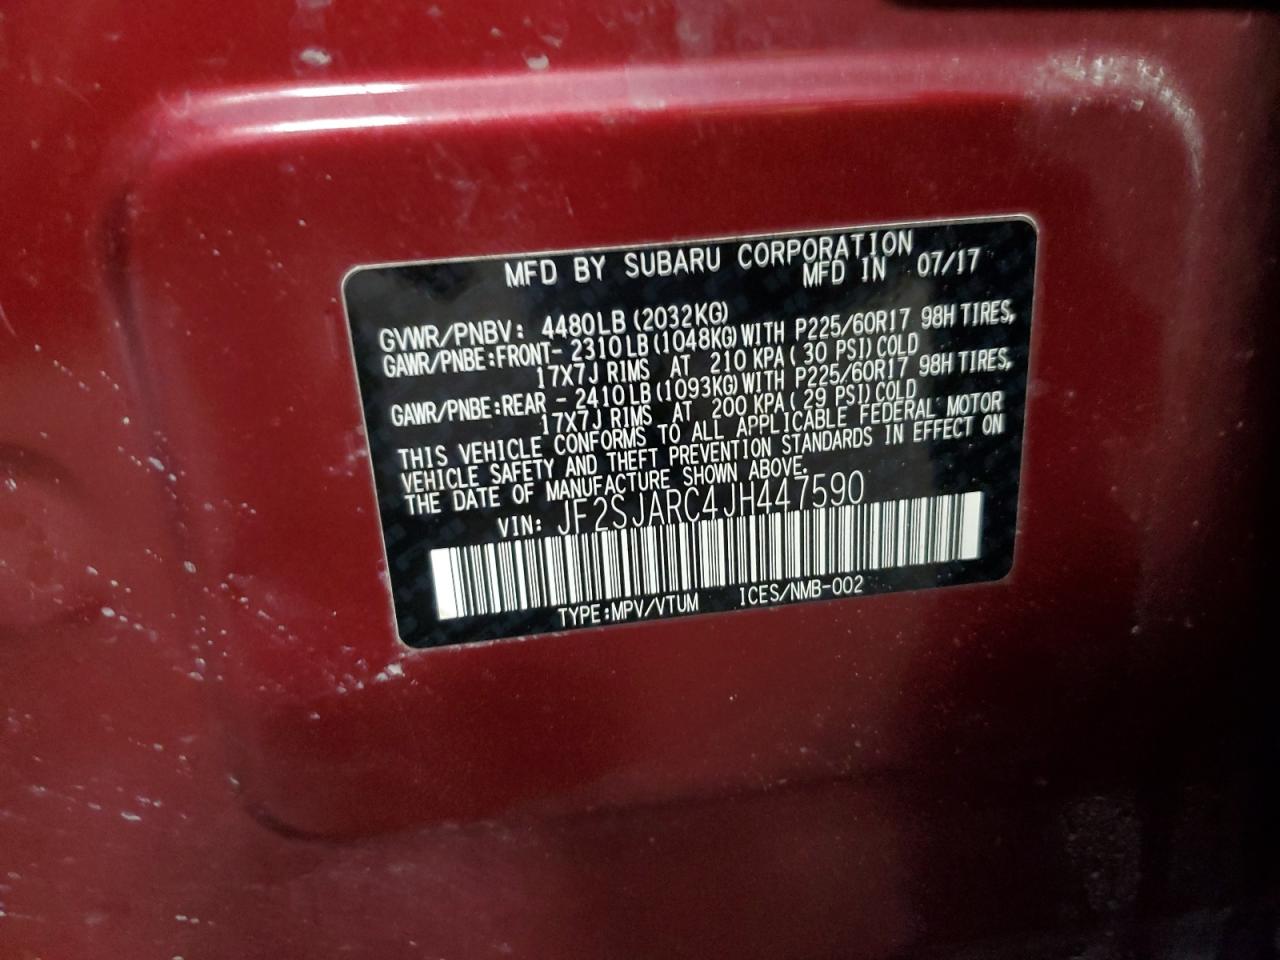 MFD BY SUBARU CORPORATION
MFD IN 07/17
GVWR/PNBV: 4480LB (2032KG)
GAWR/PNBE:FRONT- 2310LB (1048KG) WITH P225/60R17 98H TIRES,
17X7J RIMS AT 210 KPA ( 30 PSI) COLD
GAWR/PNBE:REAR - 2410LB (1093KG) WITH P225/60R17 98H TIRES,
17X7J RIMS AT 200 KPA ( 29 PSI) COLD
THIS VEHICLE CONFORMS TO ALL APPLICABLE FEDERAL MOTOR
VEHICLE SAFETY AND THEFT PREVENTION STANDARDS IN EFFECT ON
THE DATE OF MANUFACTURE SHOWN ABOVE.
VIN: JF2SJARC4JH447590
TYPE:MPV/VTUM ICES/NMB-002